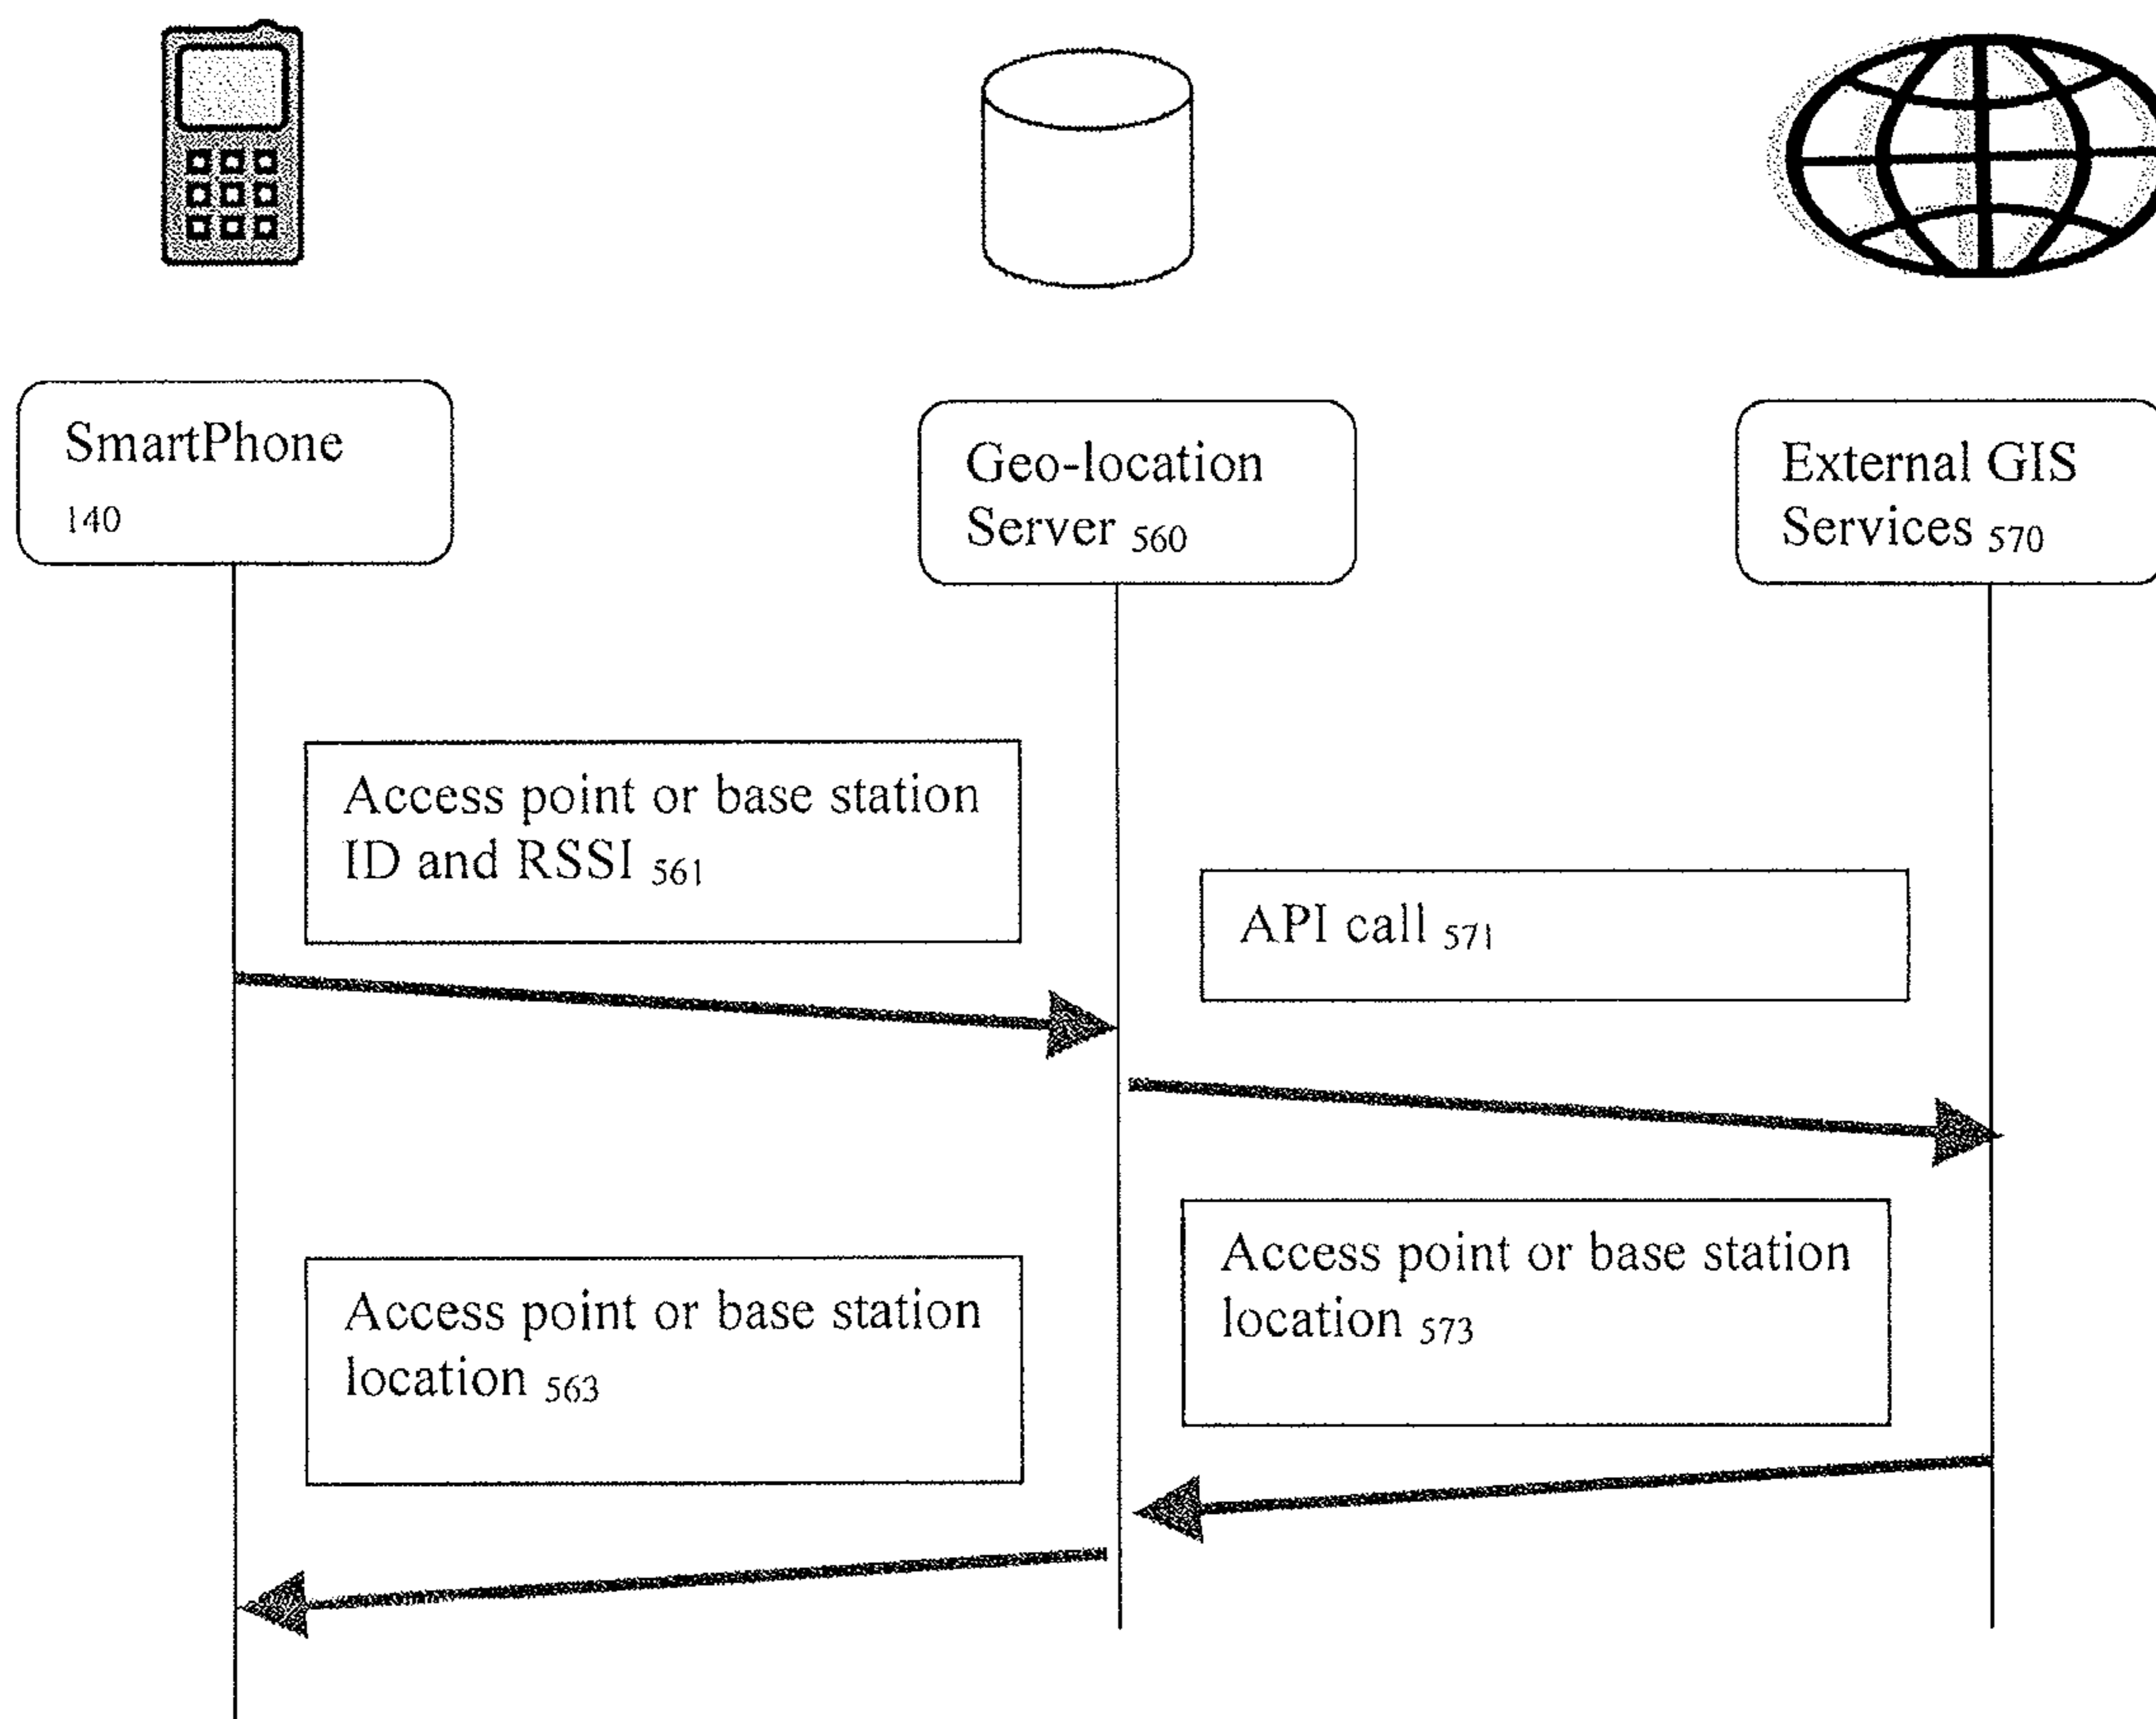 SmartPhone
140
Geo-location
Server 560
External GIS
Services 570
Access point or base station
ID and RSSI 561
API call 571
Access point or base station
location 573
Access point or base station
location 563